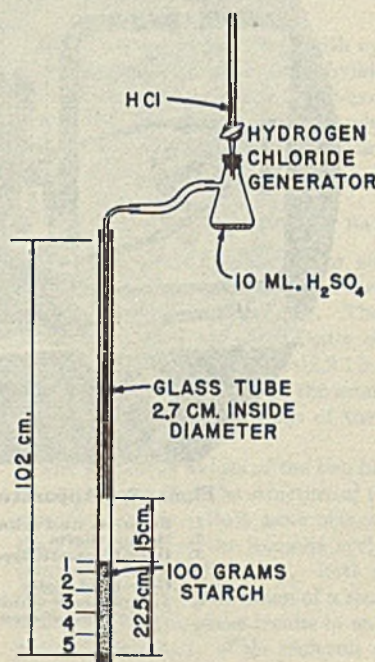 HCl
HYDROGEN
CHLORIDE
GENERATOR
10 ML. H₂SO₄
102 cm.
GLASS TUBE
2.7 CM. INSIDE
DIAMETER
15cm.
1
2
3
4
5
100 GRAMS
STARCH
22.5cm.